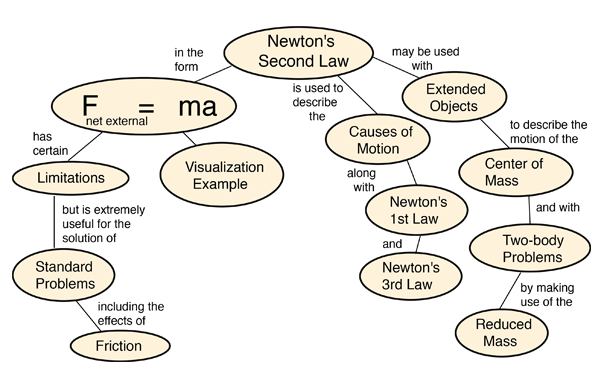 Newton's
Second Law
in the
form
may be used
with
is used to
describe
the
F = ma
net external
Extended
Objects
has
certain
Visualization
Example
Causes of
Motion
to describe the
motion of the
Limitations
along
with
Center of
Mass
but is extremely
useful for the
solution of
Newton's
1st Law
and with
and
Two-body
Problems
Standard
Problems
Newton's
3rd Law
including the
effects of
by making
use of the
Friction
Reduced
Mass